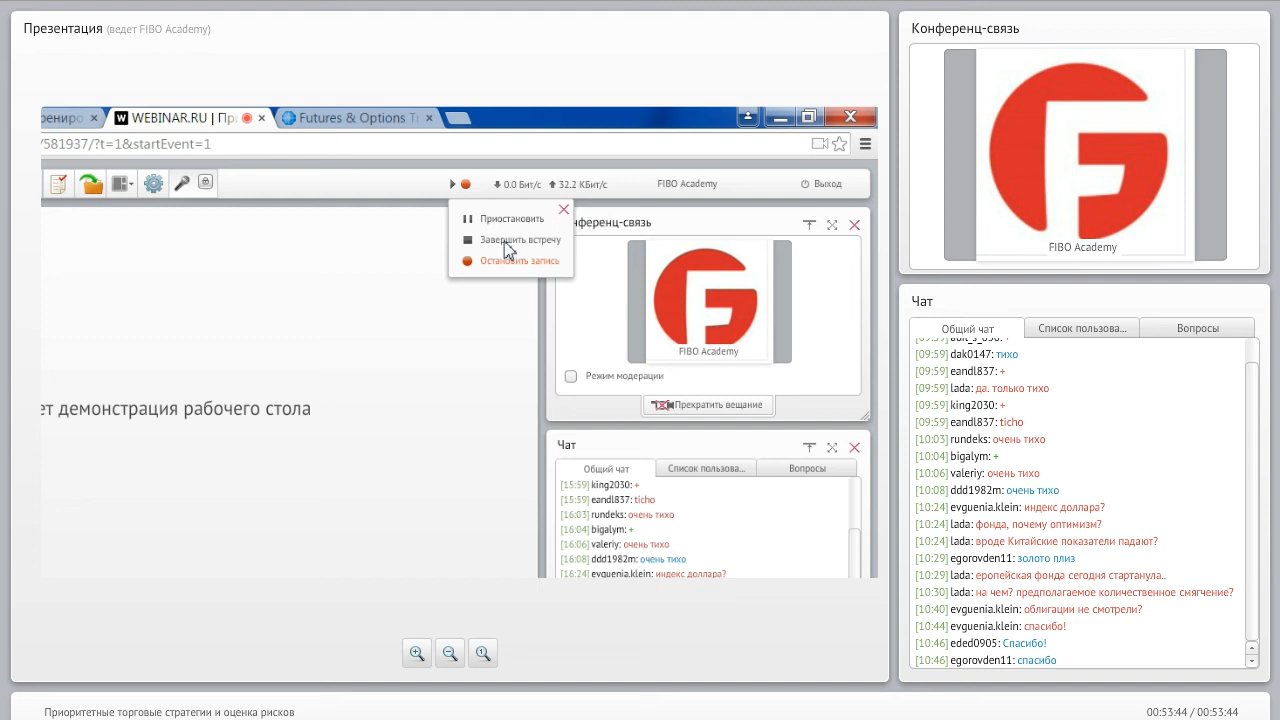 Презентация (ведет FIBO Academy)
WEBINAR.RU | Пр
Futures & Options T
/581937/?t=1&startEvent=1
0.0 Бит/с 32.2 КБит/с
FIBO Academy
Выход
Приостановить
Завершить встречу
Остановить запись
нференц-связь
FIBO Academy
Режим модерации
Прекратить вещание
ет демонстрация рабочего стола
Чат
Общий чат
Список пользова...
Вопросы
[15:59] king2030: +
[15:59] eandl837: ticho
[16:03] rundeks: очень тихо
[16:04] bigalym: +
[16:06] valeriy: очень тихо
[16:08] ddd1982m: очень тихо
[16:24] evguenia.klein: индекс доллара?
Конференц-связь
FIBO Academy
Чат
Общий чат
Список пользова...
Вопросы
[09:59] dak0147: тихо
[09:59] eandl837: +
[09:59] lada: да. только тихо
[09:59] king2030: +
[09:59] eandl837: ticho
[10:03] rundeks: очень тихо
[10:04] bigalym: +
[10:06] valeriy: очень тихо
[10:08] ddd1982m: очень тихо
[10:24] evguenia.klein: индекс доллара?
[10:24] lada: фонда, почему оптимизм?
[10:24] lada: вроде Китайские показатели падают?
[10:29] egorovden11: золото плиз
[10:29] lada: еропейская фонда сегодня стартанула..
[10:30] lada: на чем? предполагаемое количественное смягчение?
[10:40] evguenia.klein: облигации не смотрели?
[10:44] evguenia.klein: спасибо!
[10:46] eded0905: Спасибо!
[10:46] egorovden11: спасибо
Приоритетные торговые стратегии и оценка рисков
00:53:44 / 00:53:44